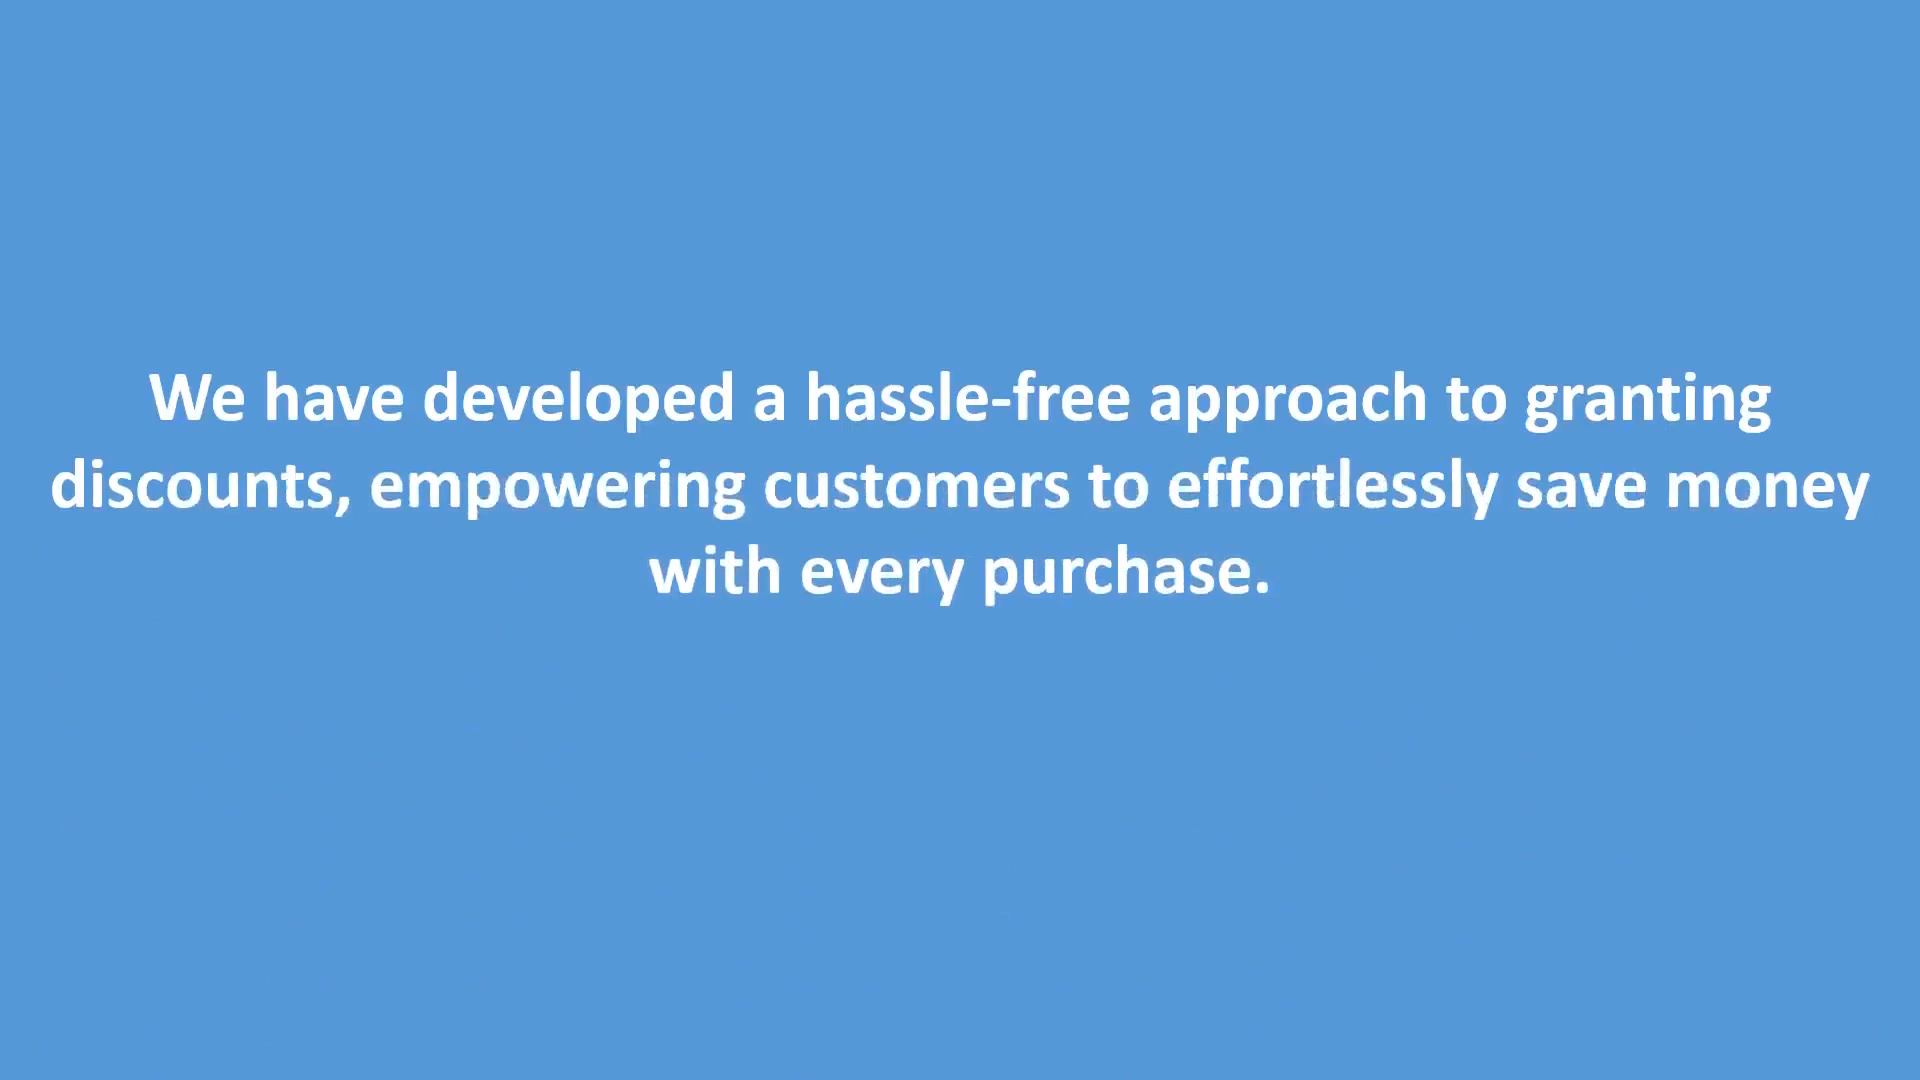 We have developed a hassle-free approach to granting
discounts, empowering customers to effortlessly save money
with every purchase.